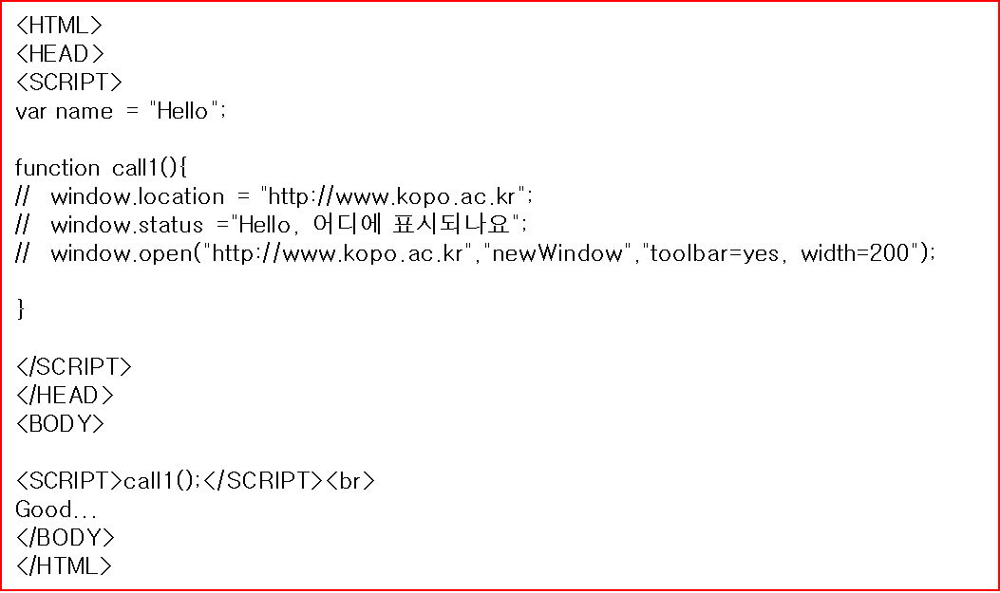 <HTML>
<HEAD>
<SCRIPT>
var name = "Hello";
function call1(){
//  window.location = "http://www.kopo.ac.kr";
//  window.status ="Hello, 어디에 표시되나요";
//  window.open("http://www.kopo.ac.kr","newWindow","toolbar=yes, width=200");
}
</SCRIPT>
</HEAD>
<BODY>
<SCRIPT>call1();</SCRIPT><br>
Good...
</BODY>
</HTML>